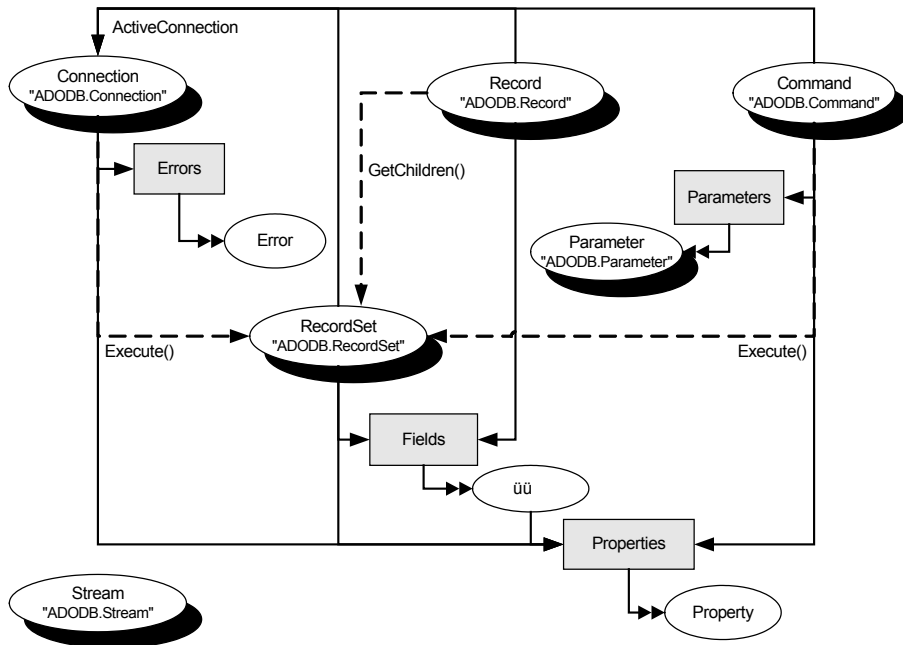 ActiveConnection
Connection
"ADODB.Connection"
Record
"ADODB.Record"
Command
"ADODB.Command"
Errors
GetChildren()
Parameters
Error
Parameter
"ADODB.Parameter"
RecordSet
"ADODB.RecordSet"
Execute()
Execute()
Fields
üü
Properties
Stream
"ADODB.Stream"
Property